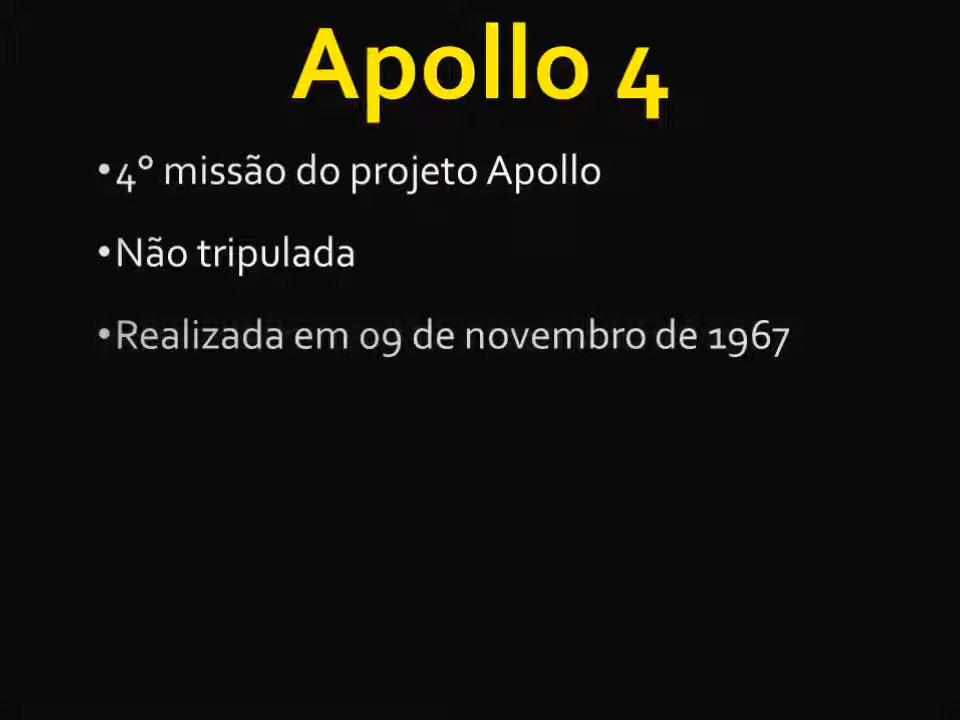 Apollo 4
•4° missão do projeto Apollo
•Não tripulada
•Realizada em 09 de novembro de 1967